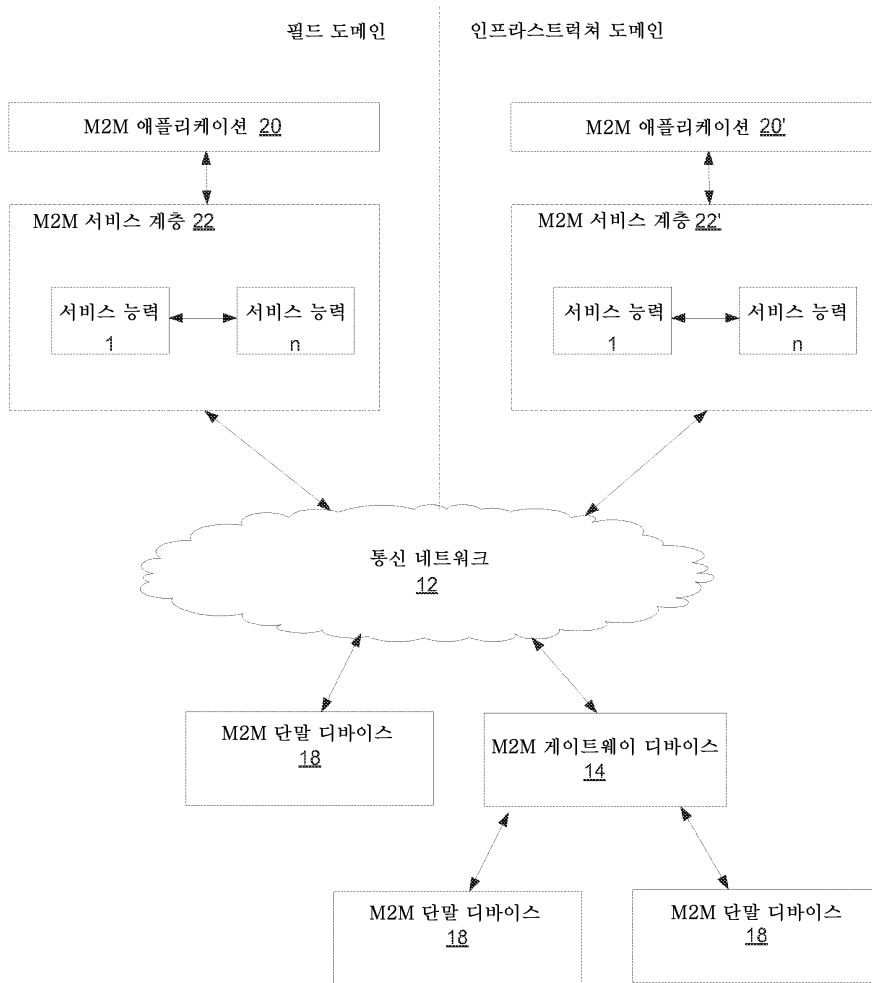 필드 도메인
인프라스트럭쳐 도메인
M2M 애플리케이션 20
M2M 애플리케이션 20'
M2M 서비스 계층 22
M2M 서비스 계층 22'
서비스 능력
1
서비스 능력
n
서비스 능력
1
서비스 능력
n
통신 네트워크
12
M2M 단말 디바이스
18
M2M 게이트웨이 디바이스
14
M2M 단말 디바이스
18
M2M 단말 디바이스
18